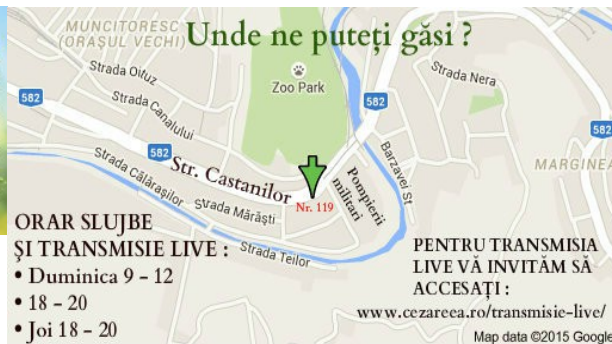 MUNCITORESC
(ORAȘUL VECHI)
Unde ne puteți găsi ?
Strada Oituz
Zoo Park
Strada Nera
582
582
582
Strada Canalului
582
Str. Castanilor
MARGINEA
Strada Călărașilor
Strada Mărăști
Nr. 119
Pompierii
militari
Barzavei St
Strada Teilor
ORAR SLUJBE
ȘI TRANSMISIE LIVE :
• Duminica 9 – 12
• 18 – 20
• Joi 18 – 20
PENTRU TRANSMISIA
LIVE VĂ INVITĂM SĂ
ACCESAȚI :
www.cezareea.ro/transmisie-live/
Map data ©2015 Google